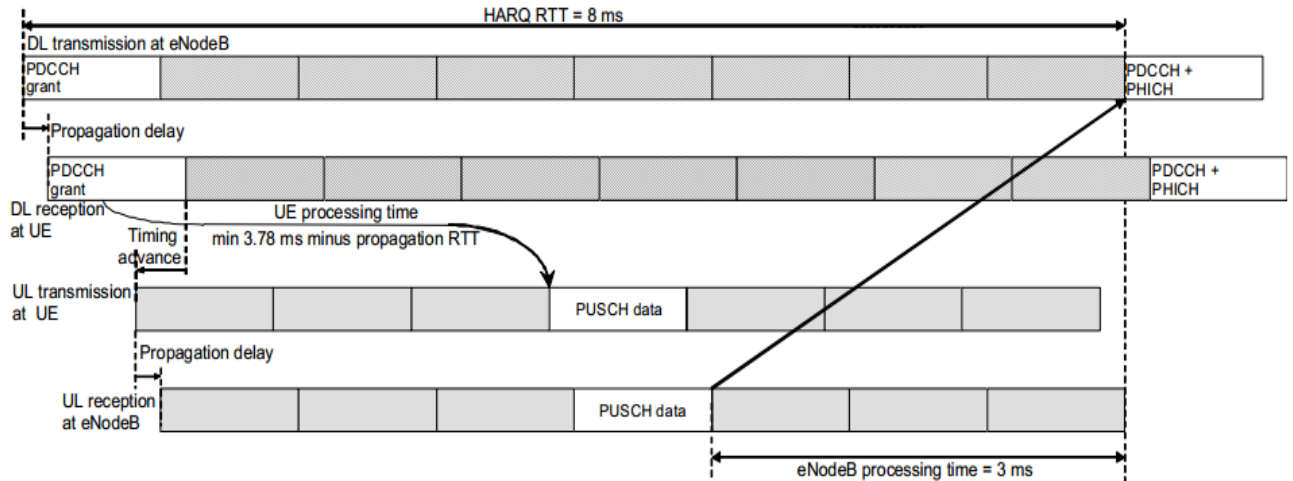 HARQ RTT = 8 ms
DL transmission at eNodeB
PDCCH
grant
PDCCH +
PHICH
Propagation delay
PDCCH
grant
PDCCH +
PHICH
DL reception
at UE
UE processing time
min 3.78 ms minus propagation RTT
Timing
advance
UL transmission
at UE
PUSCH data
Propagation delay
UL reception
at eNodeB
PUSCH data
eNodeB processing time = 3 ms